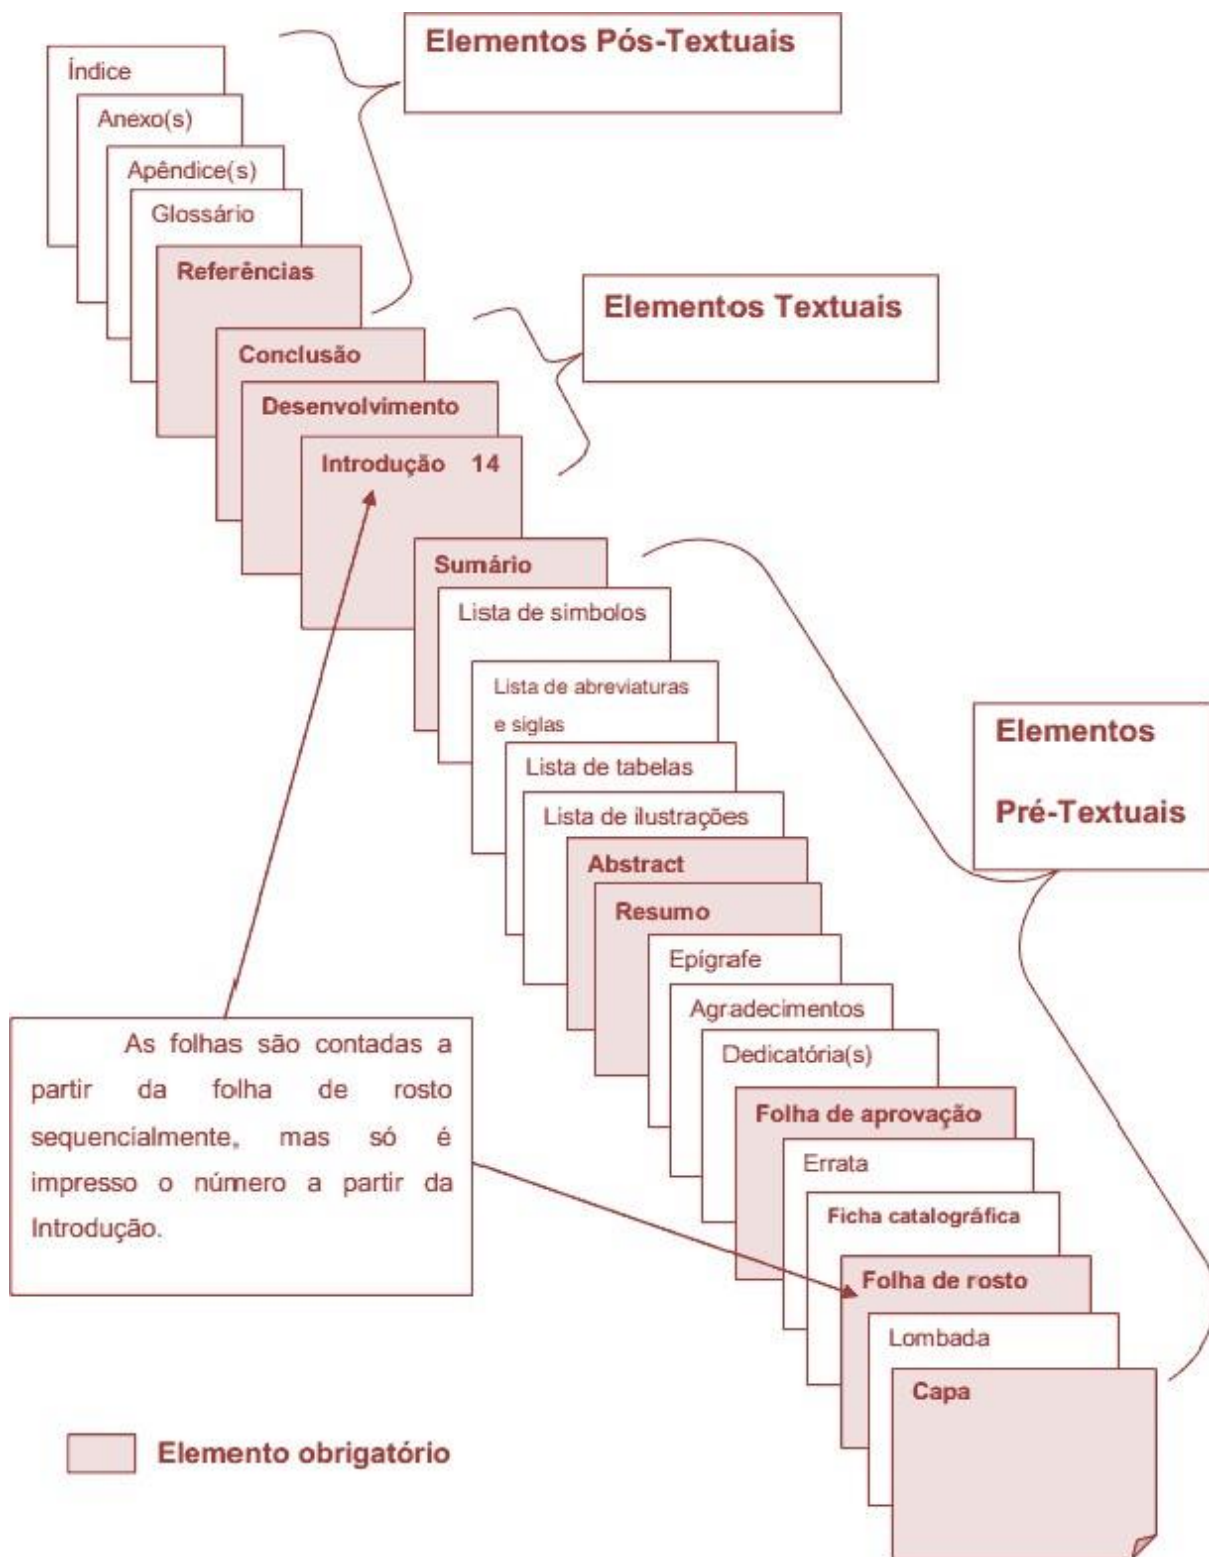 Elementos Pós-Textuais
Índice
Anexo(s)
Apêndice(s)
Glossário
Referências
Elementos Textuais
Conclusão
Desenvolvimento
Introdução 14
Sumário
Lista de simbolos
Lista de abreviaturas
e siglas
Elementos
Pré-Textuais
Lista de tabelas
Lista de ilustrações
Abstract
Resumo
Epígrafe
Agradecimentos
Dedicatória(s)
As folhas são contadas a
partir da folha de rosto
sequencialmente, mas só é
impresso o número a partir da
Introdução.
Folha de aprovação
Errata
Ficha catalográfica
Folha de rosto
Lombada
Capa
Elemento obrigatório